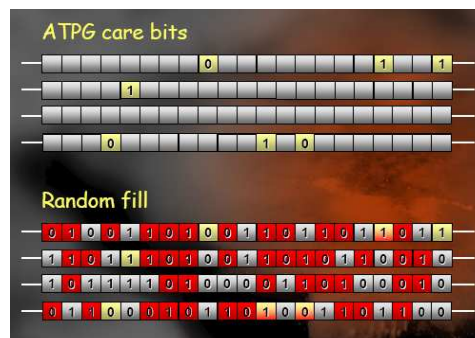 ATPG care bits
0 1 1
1
0 1 0
Random fill
0 1 0 0 1 1 0 1 0 0 1 1 0 1 1 0 1 1 0 1 1
1 1 0 1 1 1 0 1 0 0 1 1 0 1 0 1 1 0 0 1 0
1 0 1 1 1 1 0 1 0 0 0 0 1 1 0 1 0 0 0 1 0
0 1 1 0 0 0 1 0 1 1 0 1 0 0 1 1 0 1 1 0 0